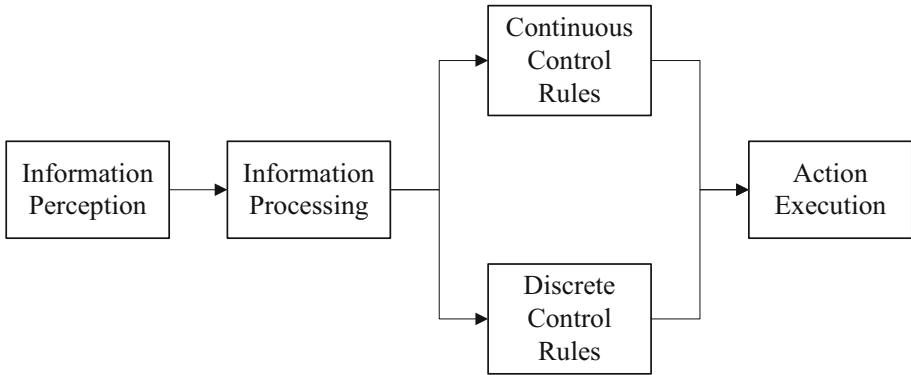 Information
Perception
Information
Processing
Continuous
Control
Rules
Discrete
Control
Rules
Action
Execution